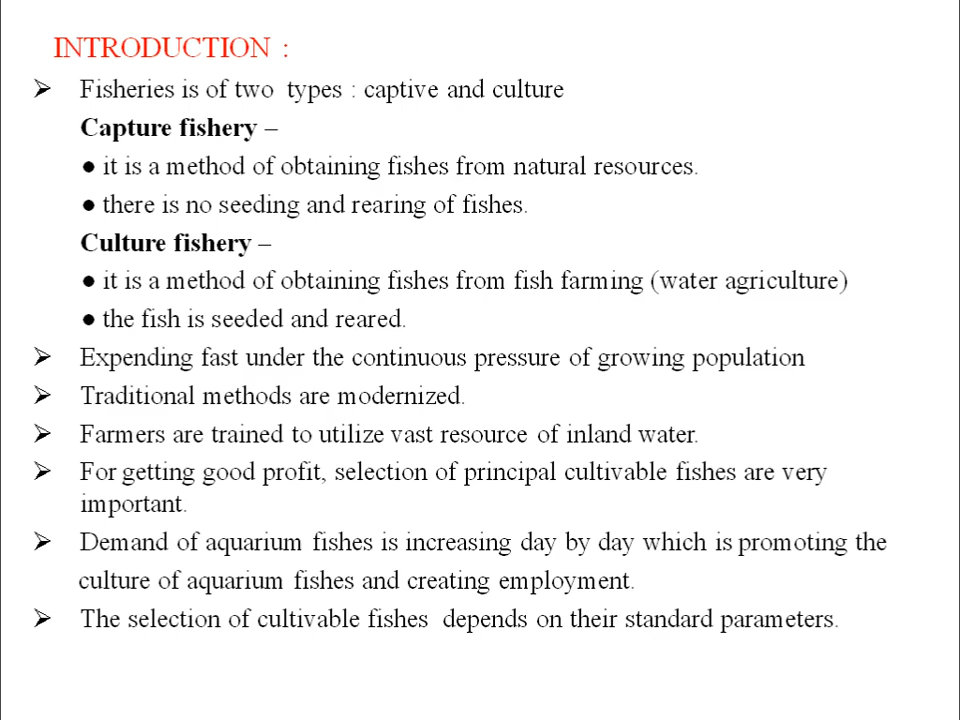 INTRODUCTION :
➢ Fisheries is of two types : captive and culture
Capture fishery –
● it is a method of obtaining fishes from natural resources.
● there is no seeding and rearing of fishes.
Culture fishery –
● it is a method of obtaining fishes from fish farming (water agriculture)
● the fish is seeded and reared.
➢ Expending fast under the continuous pressure of growing population
➢ Traditional methods are modernized.
➢ Farmers are trained to utilize vast resource of inland water.
➢ For getting good profit, selection of principal cultivable fishes are very
important.
➢ Demand of aquarium fishes is increasing day by day which is promoting the
culture of aquarium fishes and creating employment.
➢ The selection of cultivable fishes depends on their standard parameters.